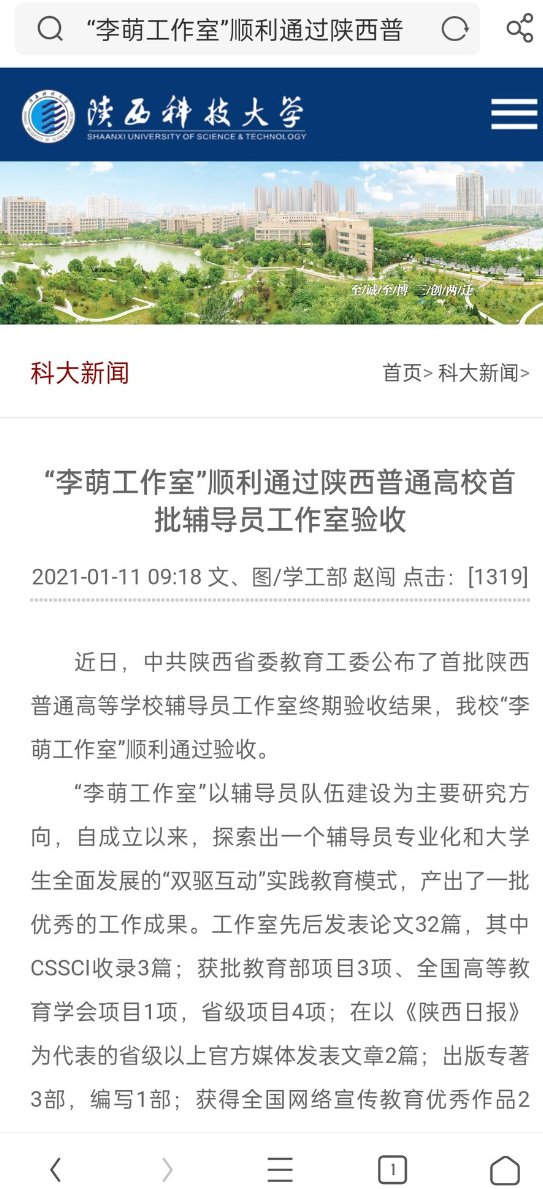 “李萌工作室”顺利通过陕西普
陕西科技大学
SHAANXI UNIVERSITY OF SCIENCE & TECHNOLOGY
至/诚/至/博 三/创/两/迁
科大新闻
首页> 科大新闻>
“李萌工作室”顺利通过陕西普通高校首
批辅导员工作室验收
2021-01-11 09:18 文、图/学工部 赵闯 点击：[1319]
近日，中共陕西省委教育工委公布了首批陕西
普通高等学校辅导员工作室终期验收结果，我校“李
萌工作室”顺利通过验收。
“李萌工作室”以辅导员队伍建设为主要研究方
向，自成立以来，探索出一个辅导员专业化和大学
生全面发展的“双驱互动”实践教育模式，产出了一批
优秀的工作成果。工作室先后发表论文32篇，其中
CSSCI收录3篇；获批教育部项目3项、全国高等教
育学会项目1项，省级项目4项；在以《陕西日报》
为代表的省级以上官方媒体发表文章2篇；出版专著
3部，编写1部；获得全国网络宣传教育优秀作品2
1